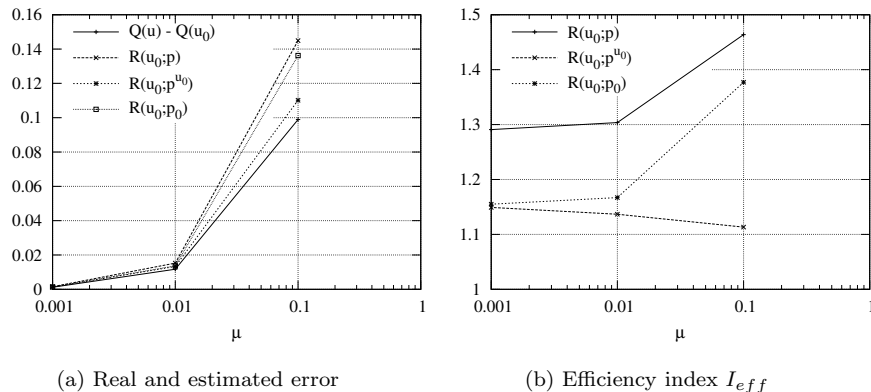 0.16
0.14
0.12
0.1
0.08
0.06
0.04
0.02
0
0.001
0.01
0.1
1
μ
Q(u) - Q(u₀)
R(u₀;p)
R(u₀;pᵘ⁰)
R(u₀;p₀)
(a) Real and estimated error
1.5
1.4
1.3
1.2
1.1
1
0.001
0.01
0.1
1
μ
R(u₀;p)
R(u₀;pᵘ⁰)
R(u₀;p₀)
(b) Efficiency index I_eff